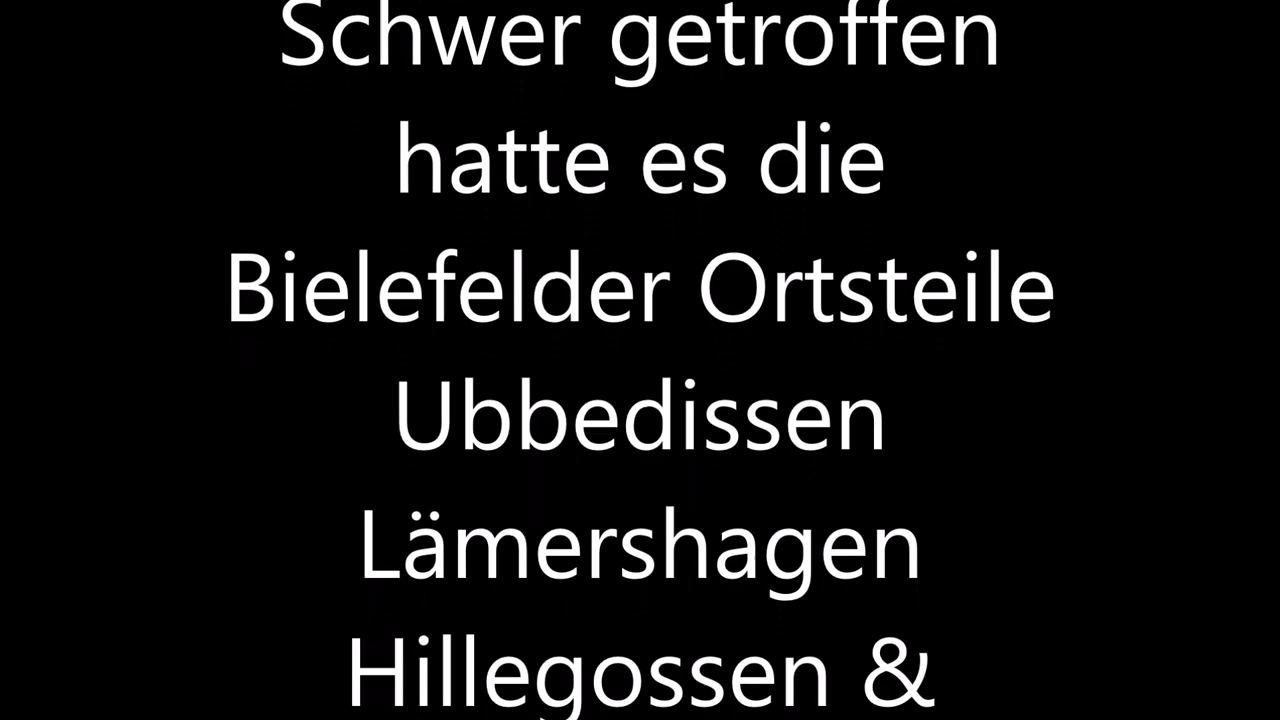 Schwer getroffen
hatte es die
Bielefelder Ortsteile
Ubbedissen
Lämershagen
Hillegossen &